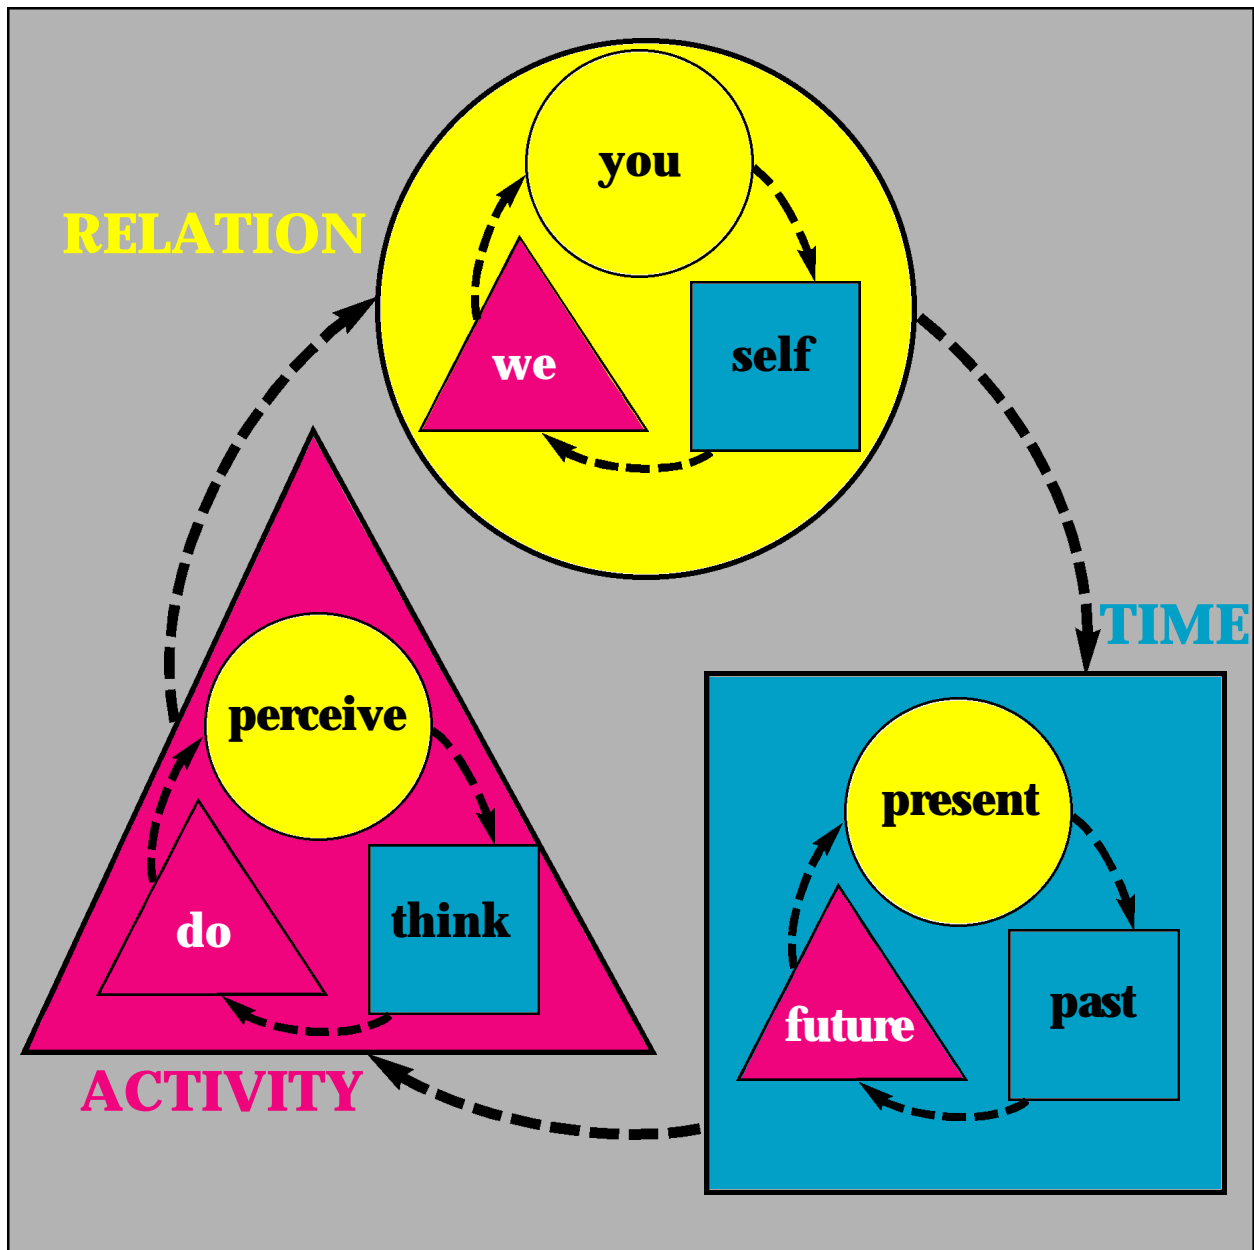 you
RELATION
we
self
TIME
perceive
do
think
present
future
past
ACTIVITY